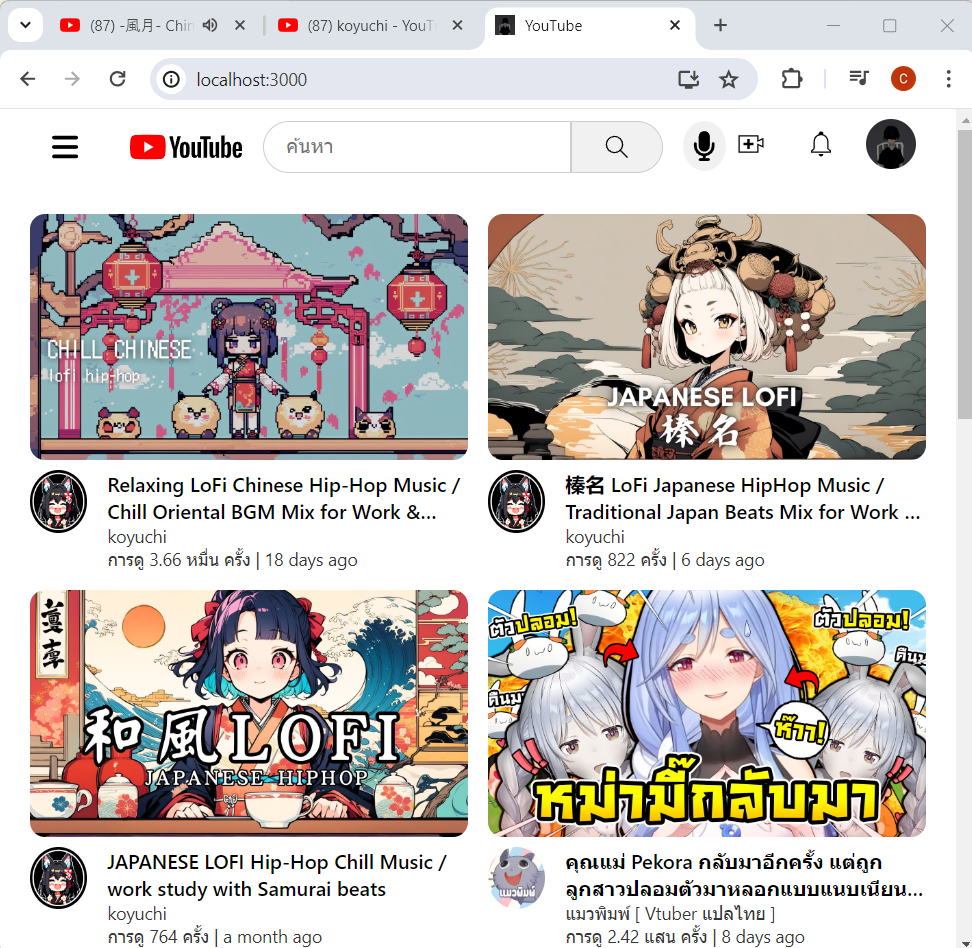 (87) -風月- Chin
(87) koyuchi - YouT
YouTube
localhost:3000
C
YouTube
ค้นหา
CHILL CHINESE
lofi hip-hop
JAPANESE LOFI
榛名
Relaxing LoFi Chinese Hip-Hop Music /
Chill Oriental BGM Mix for Work &...
koyuchi
การดู 3.66 หมื่น ครั้ง | 18 days ago
榛名 LoFi Japanese HipHop Music /
Traditional Japan Beats Mix for Work ...
koyuchi
การดู 822 ครั้ง | 6 days ago
和風LOFI
JAPANESE HIPHOP
ตัวปลอม!
ตัวปลอม!
ห๊าว!
หม่ามี๊กลับมา
JAPANESE LOFI Hip-Hop Chill Music /
work study with Samurai beats
koyuchi
การดู 764 ครั้ง | a month ago
แมวพิมพ์
คุณแม่ Pekora กลับมาอีกครั้ง แต่ถูก
ลูกสาวปลอมตัวมาหลอกแบบแนบเนียน...
แมวพิมพ์ [ Vtuber แปลไทย ]
การดู 2.42 แสน ครั้ง | 8 days ago